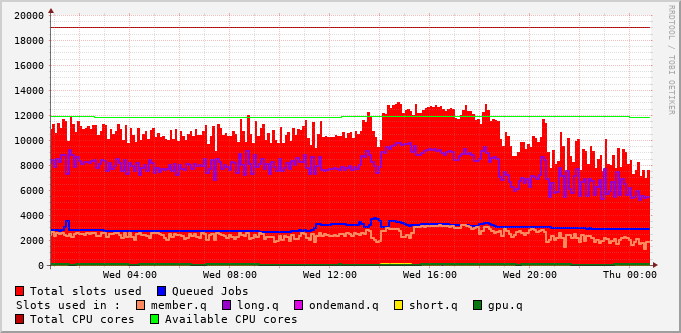 RRDTOOL / TOBI OETIKER
20000
18000
16000
14000
12000
10000
8000
6000
4000
2000
0
Wed 04:00 Wed 08:00 Wed 12:00 Wed 16:00 Wed 20:00 Thu 00:00
Total slots used Queued Jobs
Slots used in : member.q long.q ondemand.q short.q gpu.q
Total CPU cores Available CPU cores